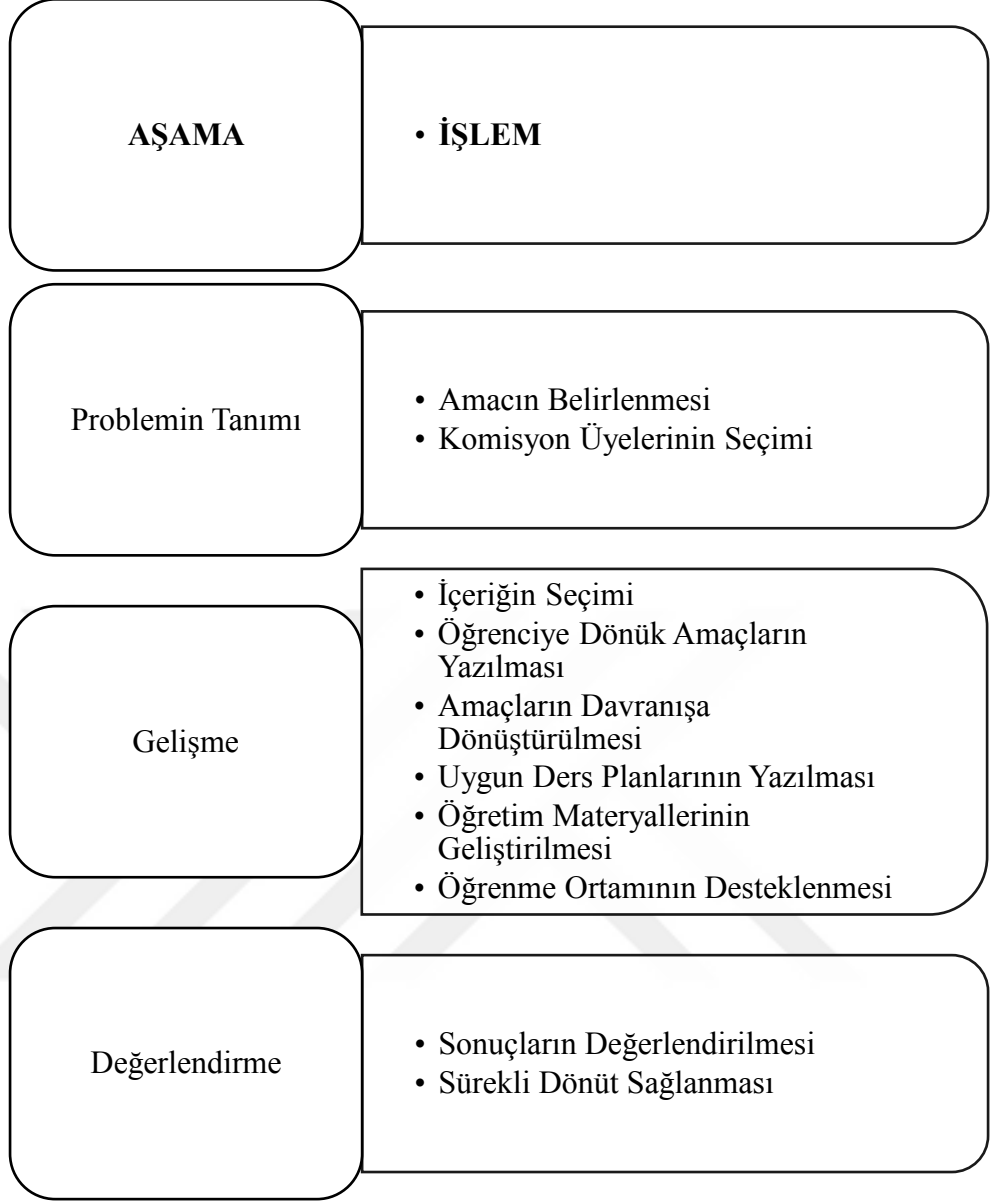 AŞAMA
• İŞLEM
Problemin Tanımı
• Amacın Belirlenmesi
• Komisyon Üyelerinin Seçimi
Gelişme
• İçeriğin Seçimi
• Öğrenciye Dönük Amaçların
Yazılması
• Amaçların Davranışa
Dönüştürülmesi
• Uygun Ders Planlarının Yazılması
• Öğretim Materyallerinin
Geliştirilmesi
• Öğrenme Ortamının Desteklenmesi
Değerlendirme
• Sonuçların Değerlendirilmesi
• Sürekli Dönüt Sağlanması